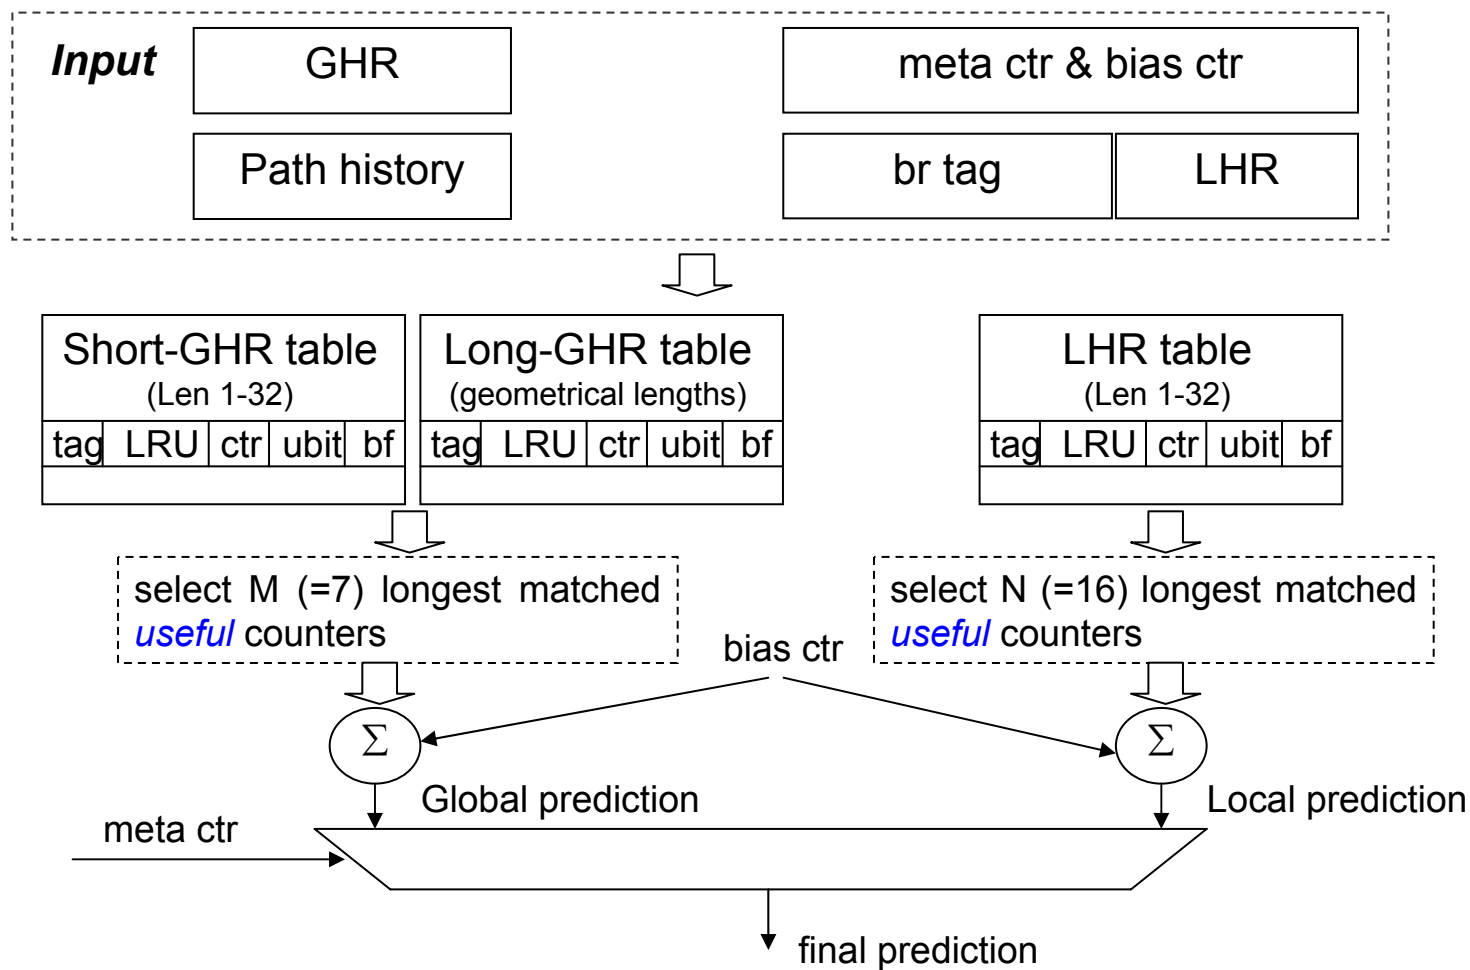 Input
GHR
meta ctr & bias ctr
Path history
br tag
LHR
Short-GHR table
(Len 1-32)
tag LRU ctr ubit bf
Long-GHR table
(geometrical lengths)
tag LRU ctr ubit bf
LHR table
(Len 1-32)
tag LRU ctr ubit bf
select M (=7) longest matched
useful counters
select N (=16) longest matched
useful counters
bias ctr
Σ
Σ
Global prediction
Local prediction
meta ctr
final prediction